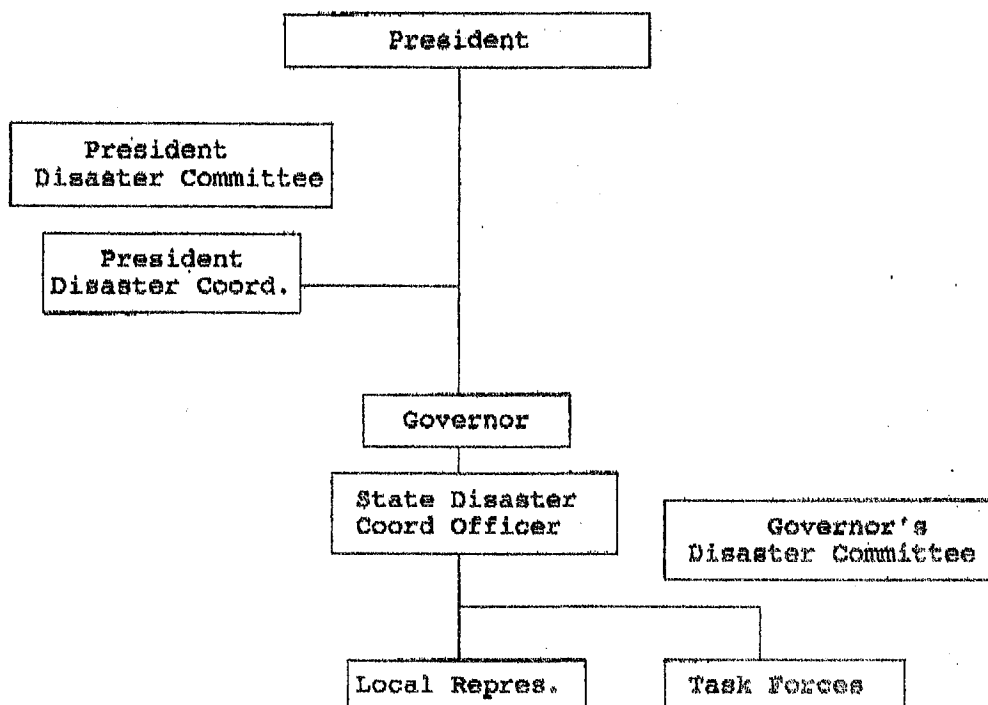 President
President
Disaster Committee
President
Disaster Coord.
Governor
State Disaster
Coord Officer
Governor's
Disaster Committee
Local Repres.
Task Forces